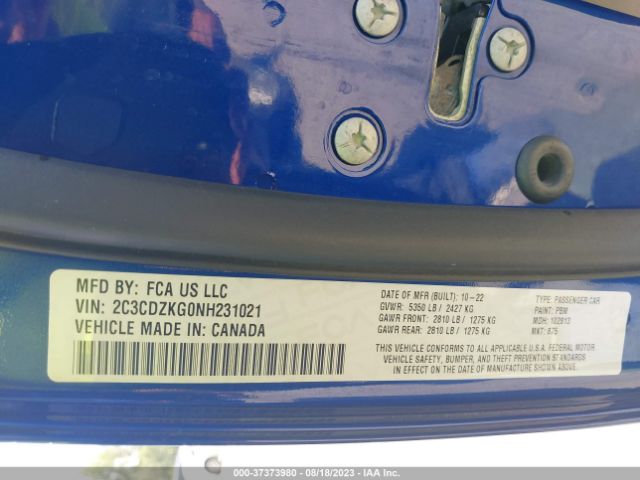 MFD BY: FCA US LLC
VIN: 2C3CDZKG0NH231021
VEHICLE MADE IN: CANADA
DATE OF MFR (BUILT): 10-22
GVWR: 5350 LB / 2427 KG
GAWR FRONT: 2810 LB / 1275 KG
GAWR REAR: 2810 LB / 1275 KG
TYPE: PASSENGER CAR
PAINT: PBM
MDH: 102812
MKT: 875
THIS VEHICLE CONFORMS TO ALL APPLICABLE U.S.A. FEDERAL MOTOR
VEHICLE SAFETY, BUMPER, AND THEFT PREVENTION STANDARDS
IN EFFECT ON THE DATE OF MANUFACTURE SHOWN ABOVE.
000-37373980 - 08/18/2023 - IAA Inc.